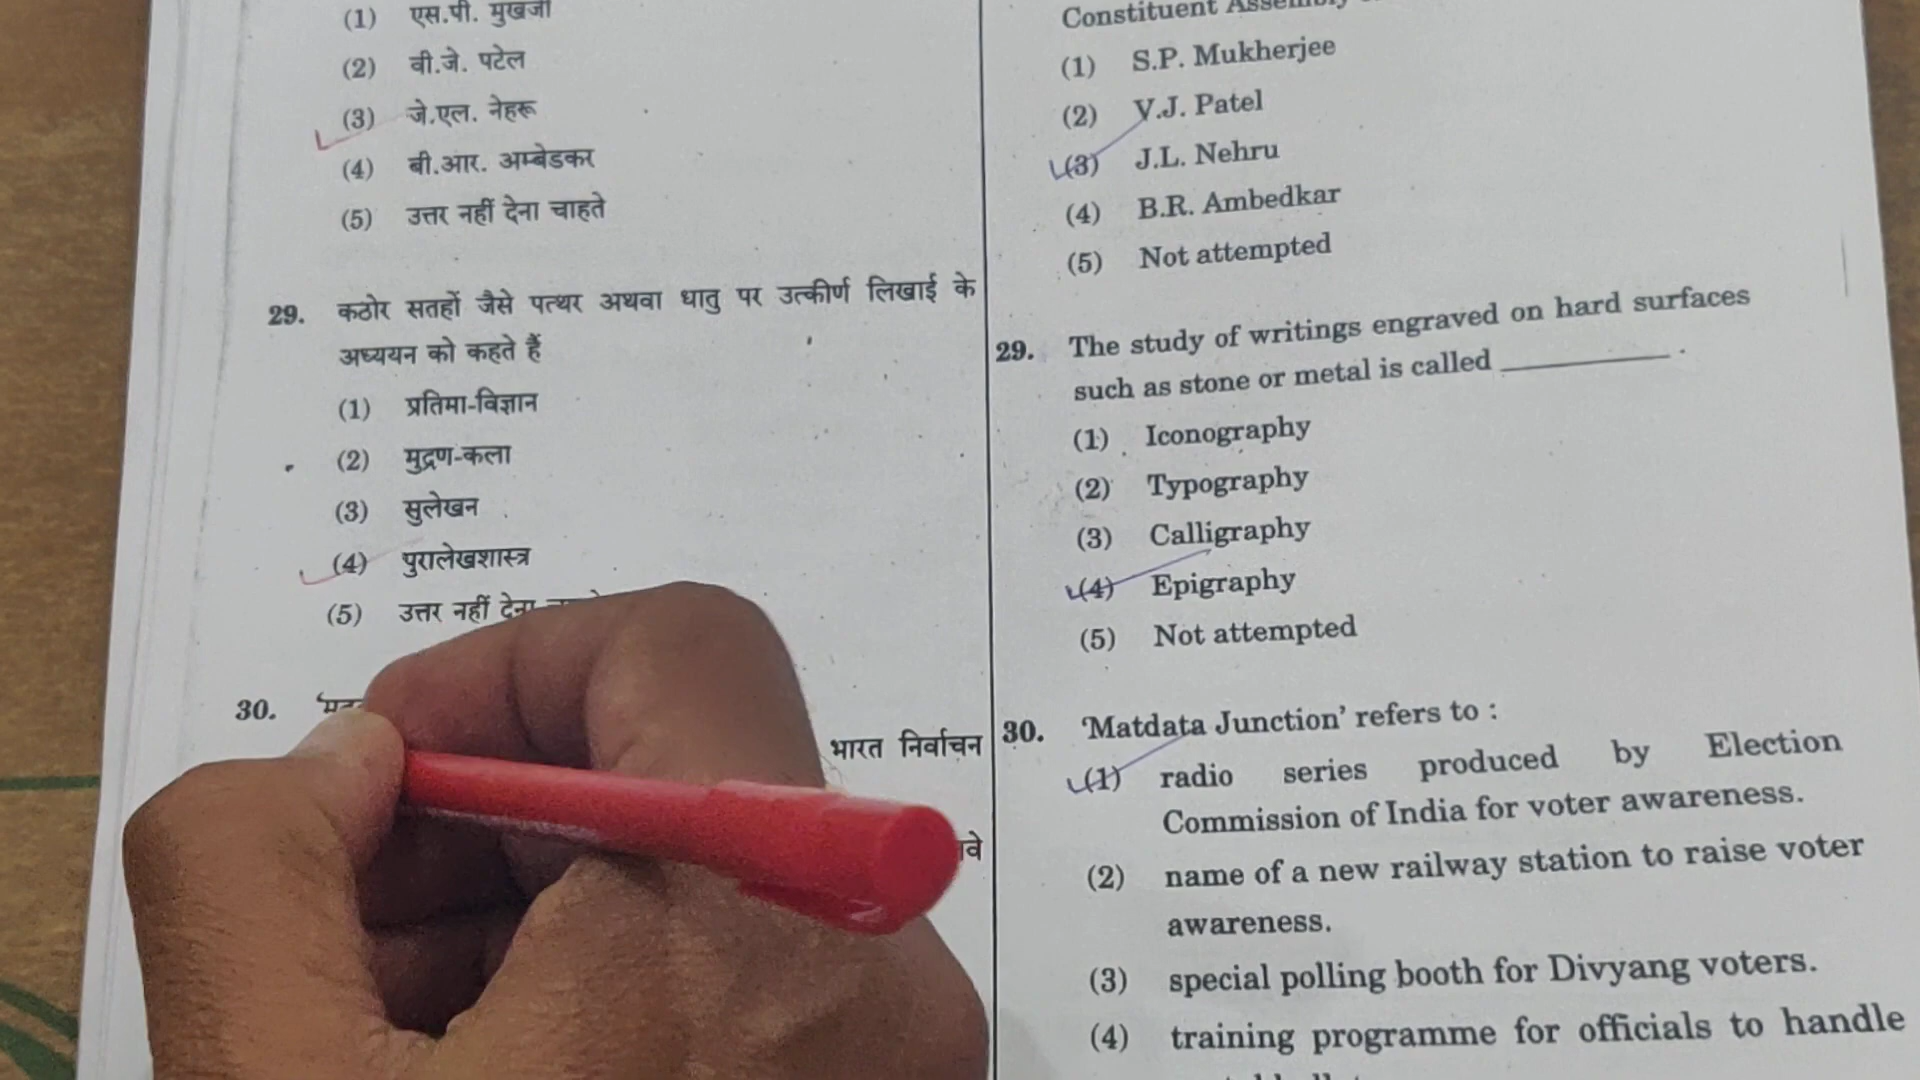 (1) एस.पी. मुखर्जी
(2) वी.जे. पटेल
(3) जे.एल. नेहरू
(4) बी.आर. अम्बेडकर
(5) उत्तर नहीं देना चाहते
29. कठोर सतहों जैसे पत्थर अथवा धातु पर उत्कीर्ण लिखाई के
अध्ययन को कहते हैं
(1) प्रतिमा-विज्ञान
(2) मुद्रण-कला
(3) सुलेखन
(4) पुरालेखशास्त्र
(5) उत्तर नहीं देना
30.
भारत निर्वाचन
Constituent Assembly
(1) S.P. Mukherjee
(2) V.J. Patel
(3) J.L. Nehru
(4) B.R. Ambedkar
(5) Not attempted
29. The study of writings engraved on hard surfaces
such as stone or metal is called ________ .
(1) Iconography
(2) Typography
(3) Calligraphy
(4) Epigraphy
(5) Not attempted
30. ‘Matdata Junction’ refers to :
(1) radio series produced by Election
Commission of India for voter awareness.
(2) name of a new railway station to raise voter
awareness.
(3) special polling booth for Divyang voters.
(4) training programme for officials to handle